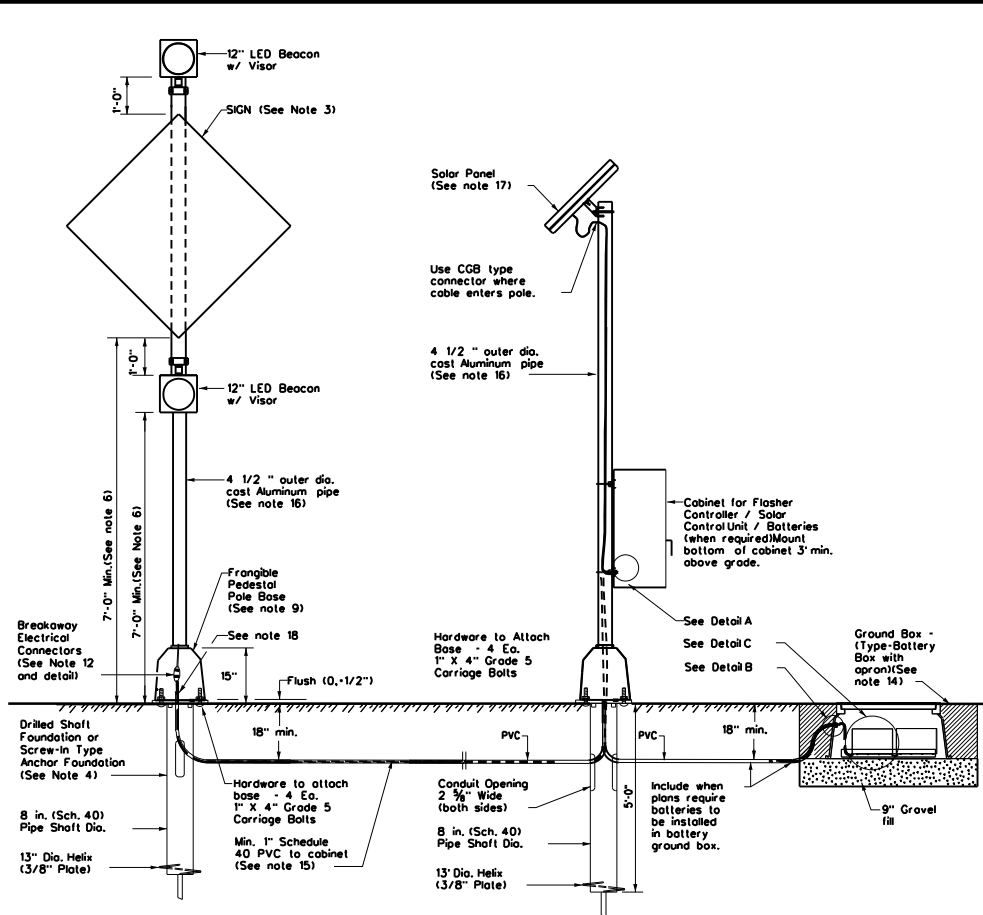 12" LED Beacon
w/ Visor
1'-0"
SIGN (See Note 3)
Solar Panel
(See note 17)
Use CGB type
connector where
cable enters pole.
1'-0"
4 1/2 " outer dia.
cast Aluminum pipe
(See note 16)
12" LED Beacon
w/ Visor
4 1/2 " outer dia.
cast Aluminum pipe
(See note 16)
7'-0" Min.(See note 6)
7'-0" Min.(See Note 6)
Cabinet for Flasher
Controller / Solar
Control Unit / Batteries
(when required)Mount
bottom of cabinet 3' min.
above grade.
Frangible
Pedestal
Pole Base
(See note 9)
Breakaway
Electrical
Connectors
(See Note 12
and detail)
See note 18
15"
Flush (0,+1/2")
Hardware to Attach
Base - 4 Ea.
1" X 4" Grade 5
Carriage Bolts
See Detail A
See Detail C
See Detail B
Ground Box -
(Type-Battery
Box with
apron)(See
note 14)
Drilled Shaft
Foundation or
Screw-In Type
Anchor Foundation
(See Note 4)
18" min.
PVC
PVC
18" min.
Hardware to attach
base - 4 Ea.
1" X 4" Grade 5
Carriage Bolts
Conduit Opening
2 5/8" Wide
(both sides)
5'-0"
Include when
plans require
batteries to
be installed
in battery
ground box.
9" Gravel
fill
8 in. (Sch. 40)
Pipe Shaft Dia.
Min. 1" Schedule
40 PVC to cabinet
(See note 15)
8 in. (Sch. 40)
Pipe Shaft Dia.
13" Dia. Helix
(3/8" Plate)
13' Dia. Helix
(3/8" Plate)